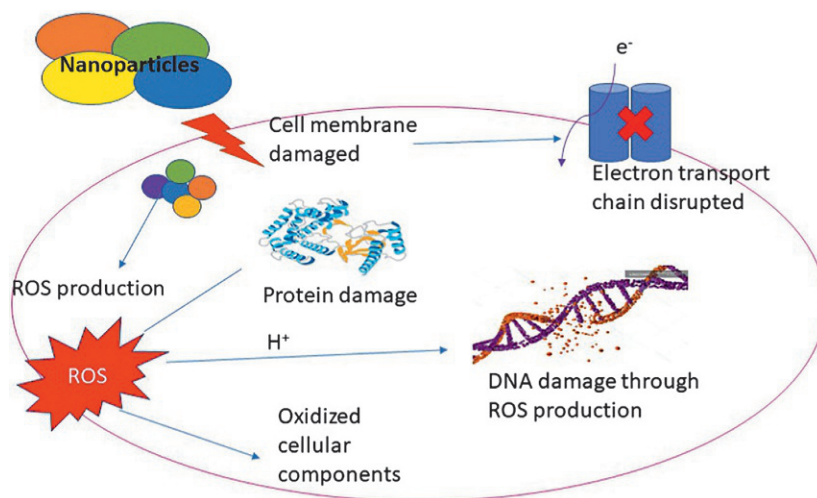 Nanoparticles
e⁻
Cell membrane
damaged
Electron transport
chain disrupted
ROS production
Protein damage
ROS
H⁺
DNA damage through
ROS production
Oxidized
cellular
components